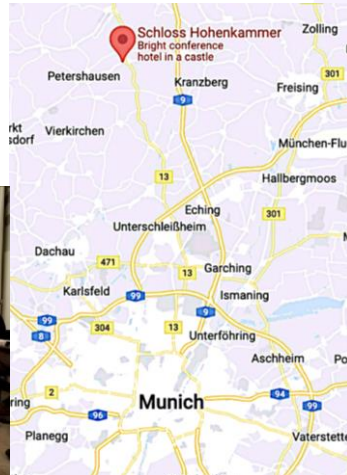 Schloss Hohenkammer
Bright conference
hotel in a castle
Zolling
Petershausen
Kranzberg
301
Freising
9
rkt
sdorf
Vierkirchen
München-Flu
13
Hallbergmoos
Eching
301
Unterschleißheim
Dachau
471
13
Garching
Karlsfeld
99
Ismaning
99
304
13
9
8
Unterföhring
Aschheim
Po
2
94
ring
Munich
99
96
Planegg
Vaterstette